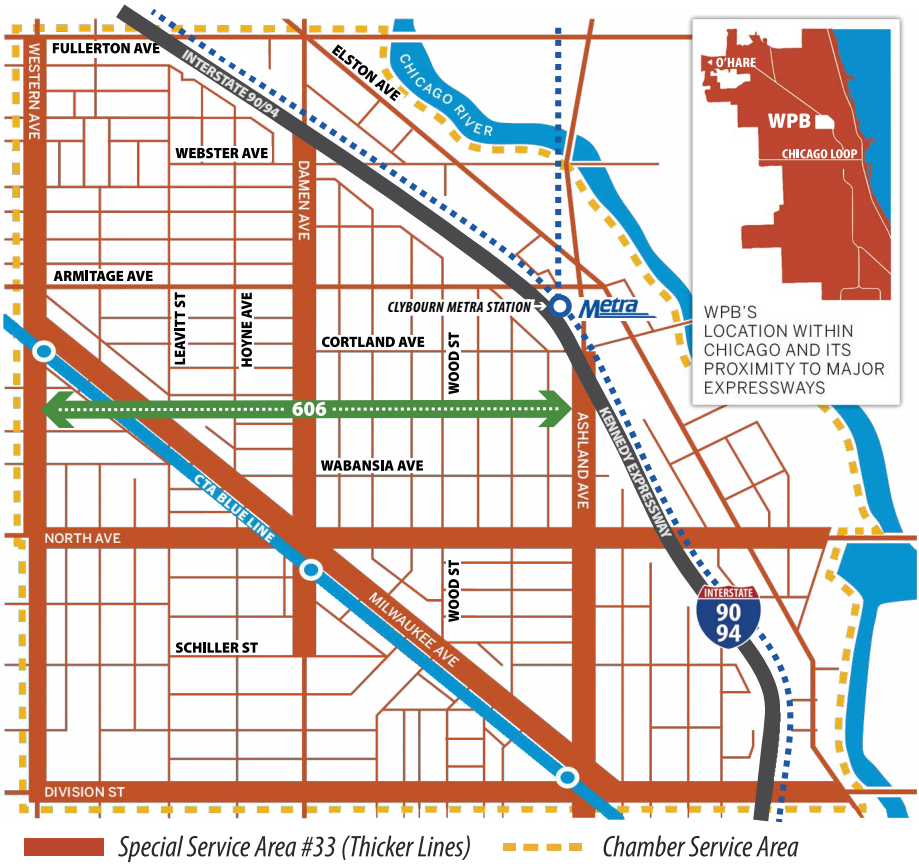 FULLERTON AVE
WESTERN AVE
INTERSTATE 90/94
ELSTON AVE
CHICAGO RIVER
WEBSTER AVE
DAMEN AVE
ARMITAGE AVE
LEAVITT ST
HOYNE AVE
CLYBOURN METRA STATION
Metra
CORTLAND AVE
WOOD ST
606
ASHLAND AVE
KENNEDY EXPRESSWAY
WABANSIA AVE
CTA BLUE LINE
NORTH AVE
WOOD ST
MILWAUKEE AVE
INTERSTATE
90
94
SCHILLER ST
DIVISION ST
O'HARE
WPB
CHICAGO LOOP
WPB'S
LOCATION WITHIN
CHICAGO AND ITS
PROXIMITY TO MAJOR
EXPRESSWAYS
Special Service Area #33 (Thicker Lines)
Chamber Service Area